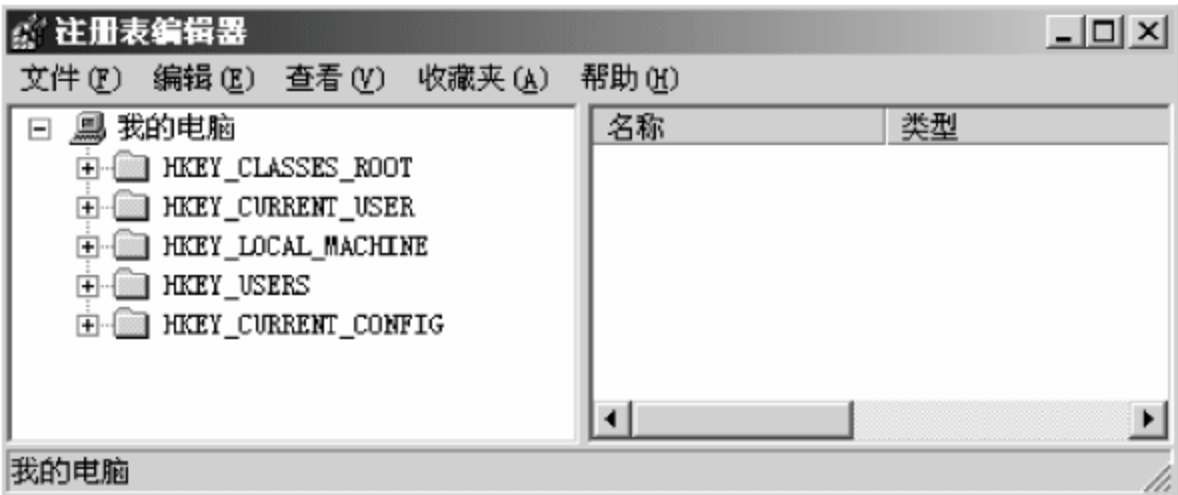 注册表编辑器
文件(F) 编辑(E) 查看(V) 收藏夹(A) 帮助(H)
我的电脑
HKEY_CLASSES_ROOT
HKEY_CURRENT_USER
HKEY_LOCAL_MACHINE
HKEY_USERS
HKEY_CURRENT_CONFIG
名称 类型
我的电脑